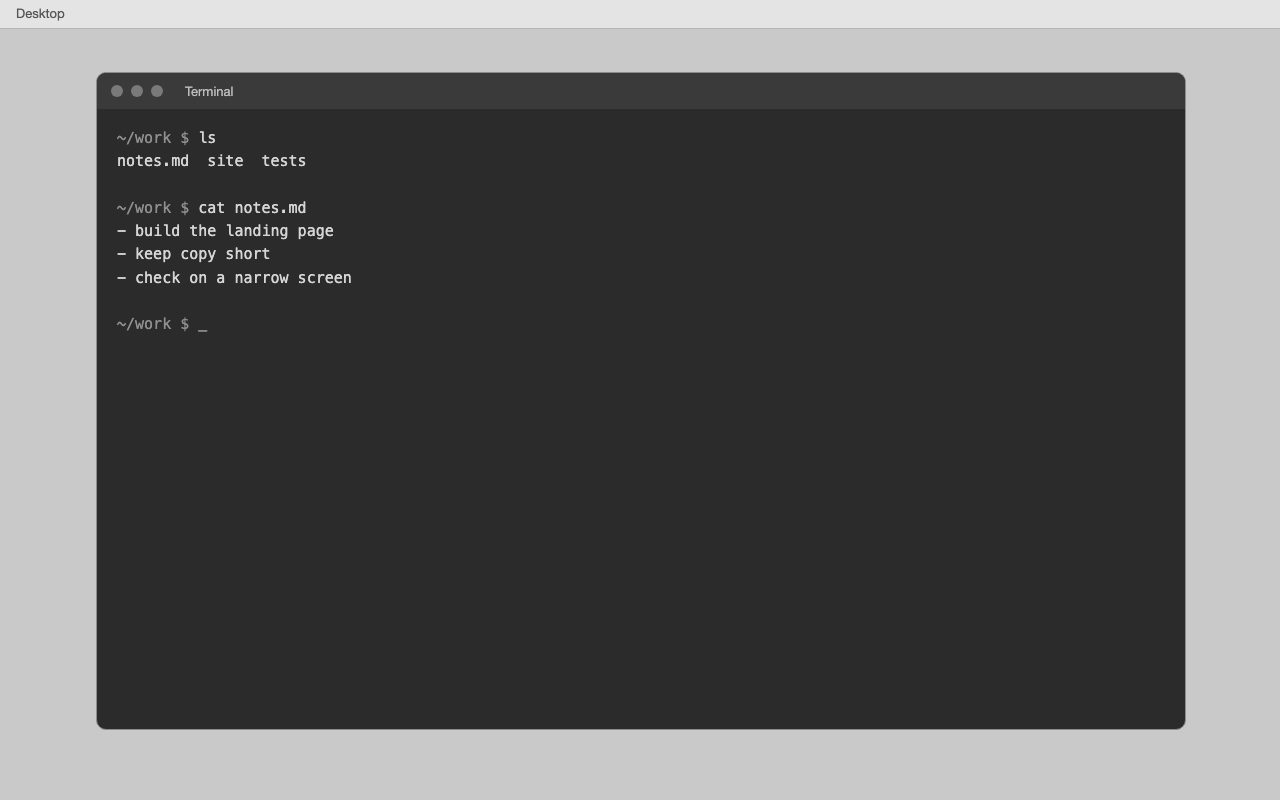 Desktop
Terminal
~/work $ ls
notes.md  site  tests
~/work $ cat notes.md
- build the landing page
- keep copy short
- check on a narrow screen
~/work $ _